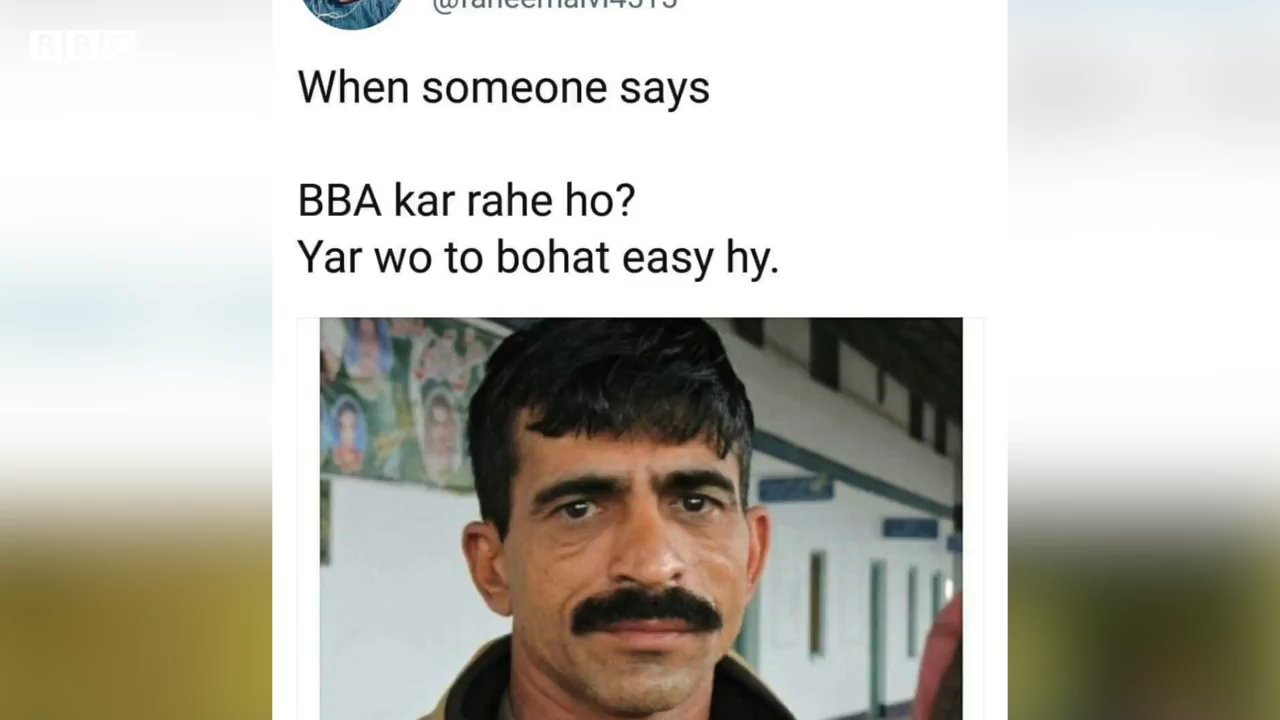 BBC
When someone says
BBA kar rahe ho?
Yar wo to bohat easy hy.